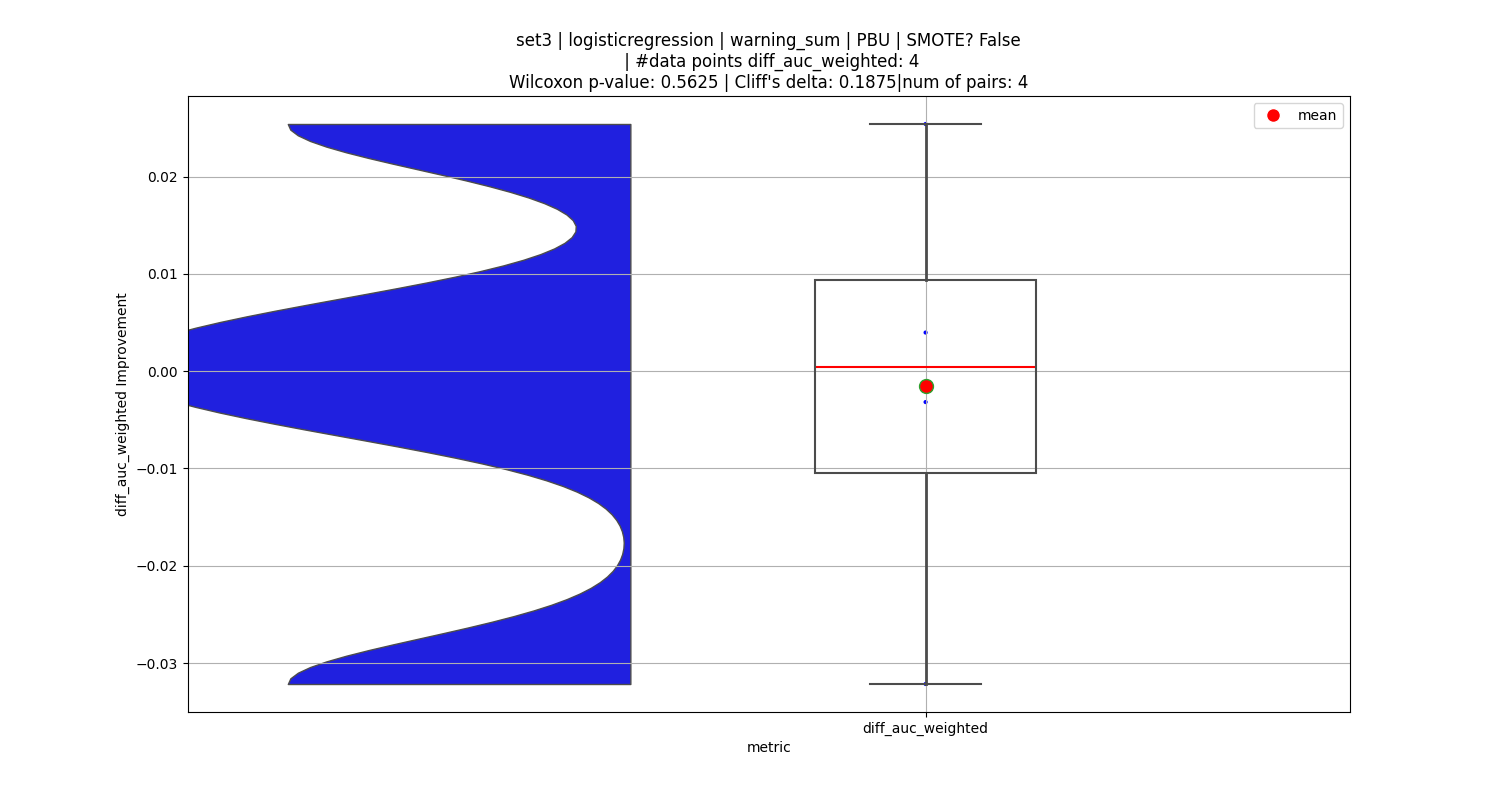 set3 | logisticregression | warning_sum | PBU | SMOTE? False
| #data points diff_auc_weighted: 4
Wilcoxon p-value: 0.5625 | Cliff's delta: 0.1875|num of pairs: 4
mean
0.02
0.01
0.00
−0.01
−0.02
−0.03
diff_auc_weighted Improvement
diff_auc_weighted
metric